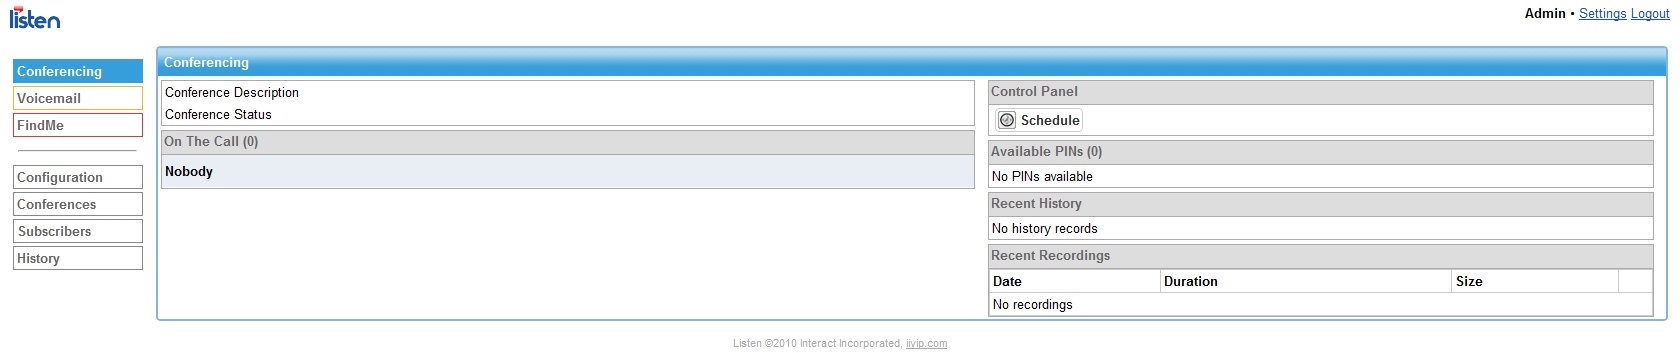 listen
Admin • Settings Logout
Conferencing
Voicemail
FindMe
Configuration
Conferences
Subscribers
History
Conferencing
Conference Description
Conference Status
On The Call (0)
Nobody
Control Panel
Schedule
Available PINs (0)
No PINs available
Recent History
No history records
Recent Recordings
Date Duration Size
No recordings
Listen ©2010 Interact Incorporated, iivip.com